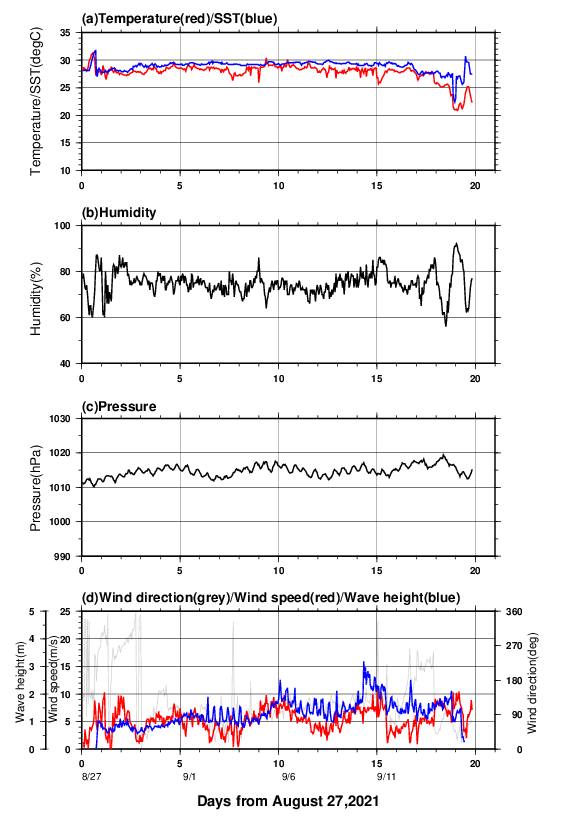 (a)Temperature(red)/SST(blue)
Temperature/SST(degC)
35
30
25
20
15
10
0 5 10 15 20
(b)Humidity
Humidity(%)
100
80
60
40
0 5 10 15 20
(c)Pressure
Pressure(hPa)
1030
1020
1010
1000
990
0 5 10 15 20
(d)Wind direction(grey)/Wind speed(red)/Wave height(blue)
Wave height(m)
5
4
3
2
1
0
Wind speed(m/s)
25
20
15
10
5
0
360
270
180
90
0
Wind direction(deg)
0 5 10 15 20
8/27 9/1 9/6 9/11
Days from August 27,2021